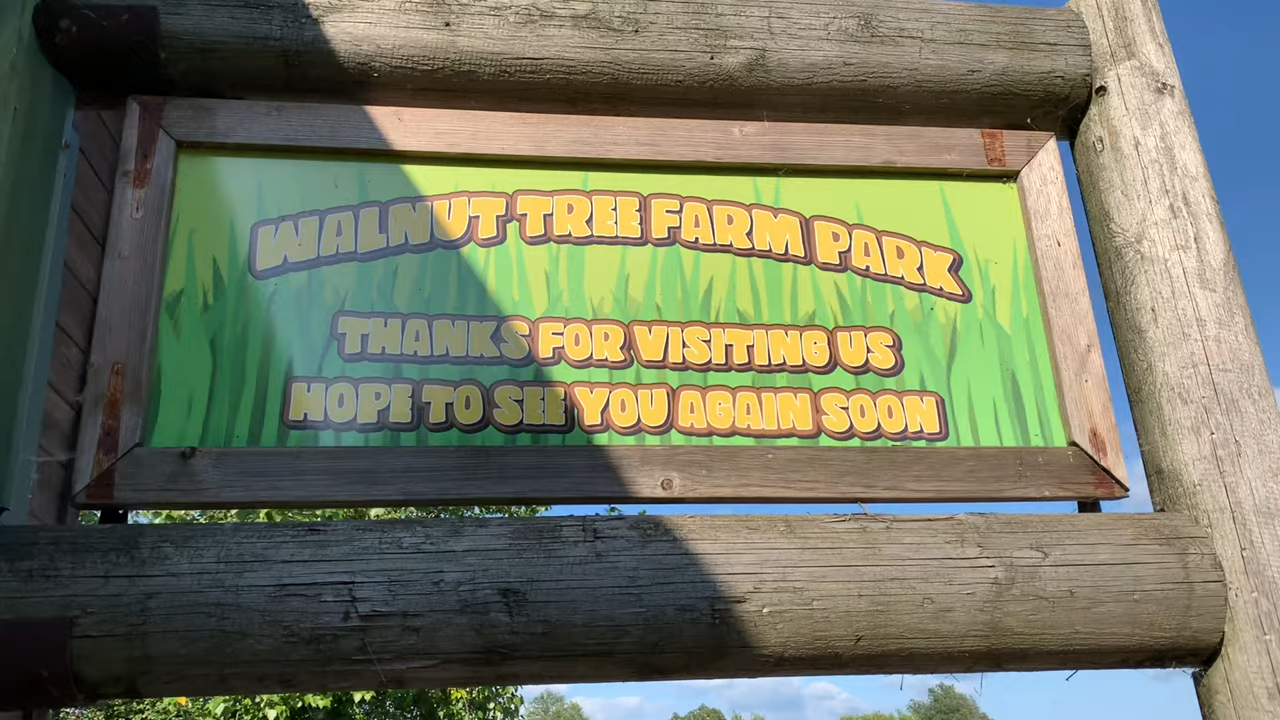 WALNUT TREE FARM PARK
THANKS FOR VISITING US
HOPE TO SEE YOU AGAIN SOON